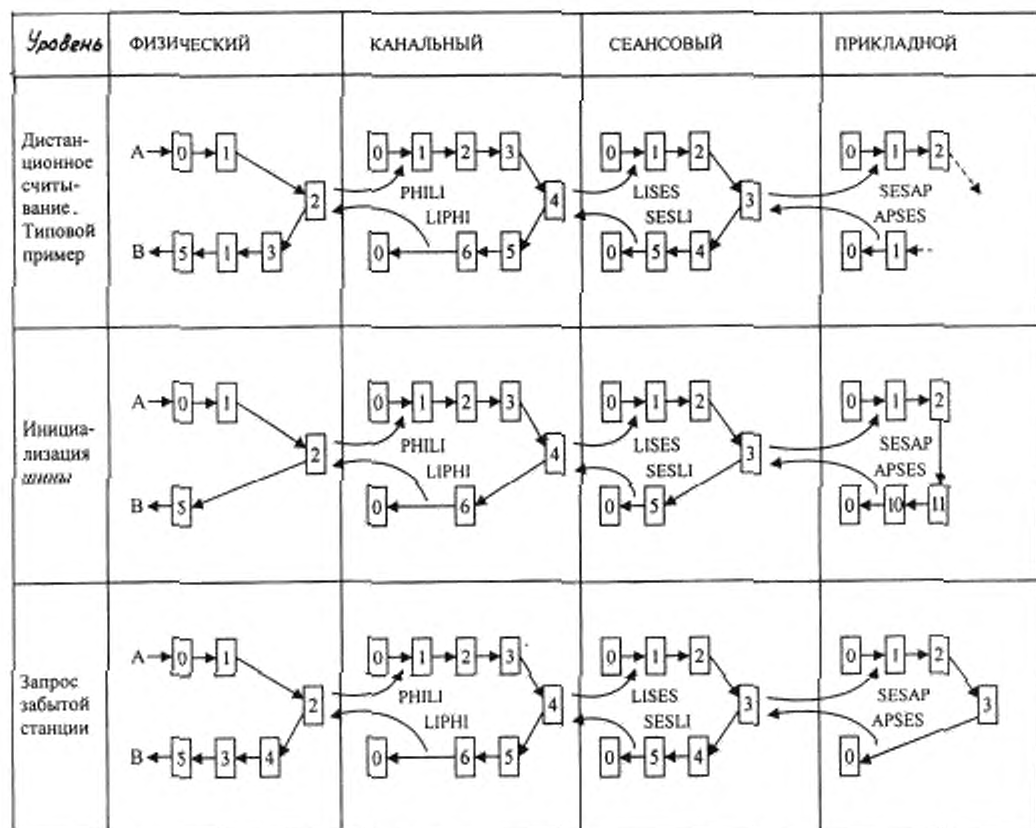 Уровень ФИЗИЧЕСКИЙ КАНАЛЬНЫЙ СЕАНСОВЫЙ ПРИКЛАДНОЙ
Дистан-
ционное
считы-
вание.
Типовой
пример
A 0 1 0 1 2 3 0 1 2 0 1 2
2 PHILI 4 LISES 3 SESAP
LIPHI SESLI APSES
B 5 1 3 0 6 5 0 5 4 0 1
Инициа-
лизация
шины
A 0 1 0 1 2 3 0 1 2 0 1 2
2 PHILI 4 LISES 3 SESAP
LIPHI SESLI APSES
B 5 0 6 0 5 0 10 11
Запрос
забытой
станции
A 0 1 0 1 2 3 0 1 2 0 1 2
2 PHILI 4 LISES 3 SESAP 3
LIPHI SESLI APSES
B 5 3 4 0 6 5 0 5 4 0